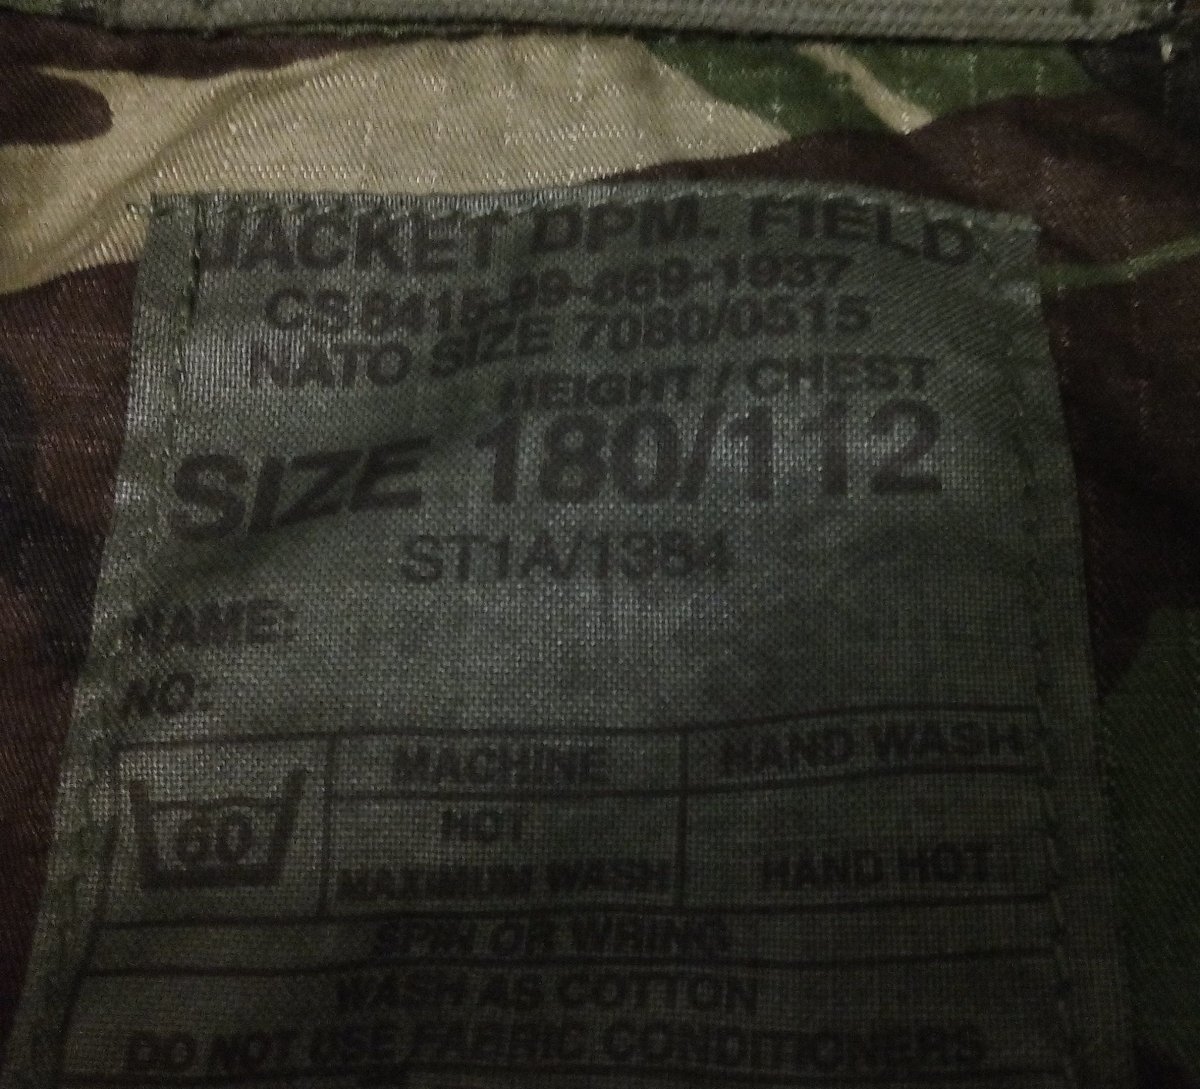 JACKET DPM. FIELD
CS 8415-99-869-1937
NATO SIZE 7080/0515
HEIGHT / CHEST
SIZE 180/112
ST1A/1384
NAME:
NO:
60
MACHINE
HAND WASH
HOT
MAXIMUM WASH
HAND HOT
SPIN OR WRING
WASH AS COTTON
DO NOT USE FABRIC CONDITIONERS